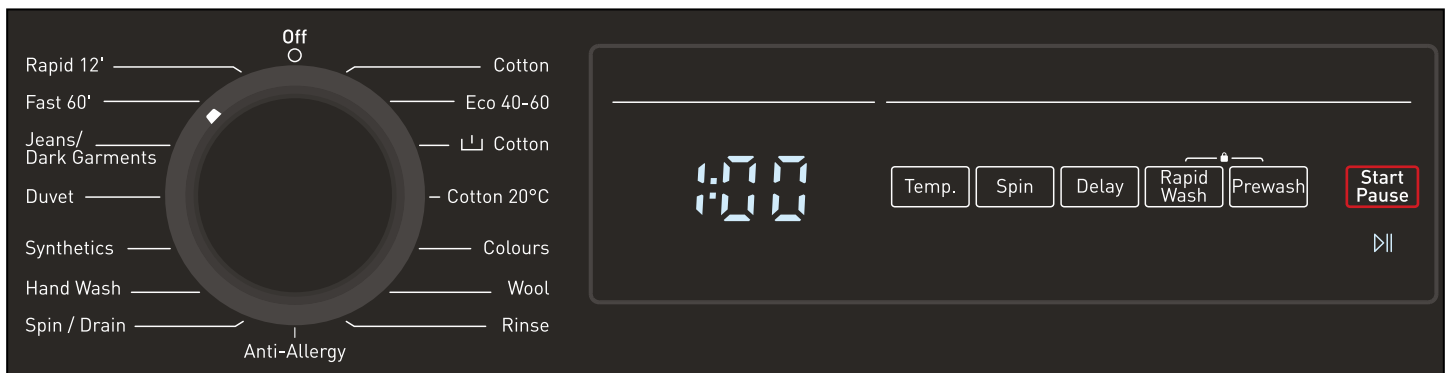 Off
Rapid 12'
Fast 60'
Jeans/
Dark Garments
Duvet
Synthetics
Hand Wash
Spin / Drain
Anti-Allergy
Cotton
Eco 40-60
Cotton
Cotton 20°C
Colours
Wool
Rinse
1:00
Temp.
Spin
Delay
Rapid
Wash
Prewash
Start
Pause